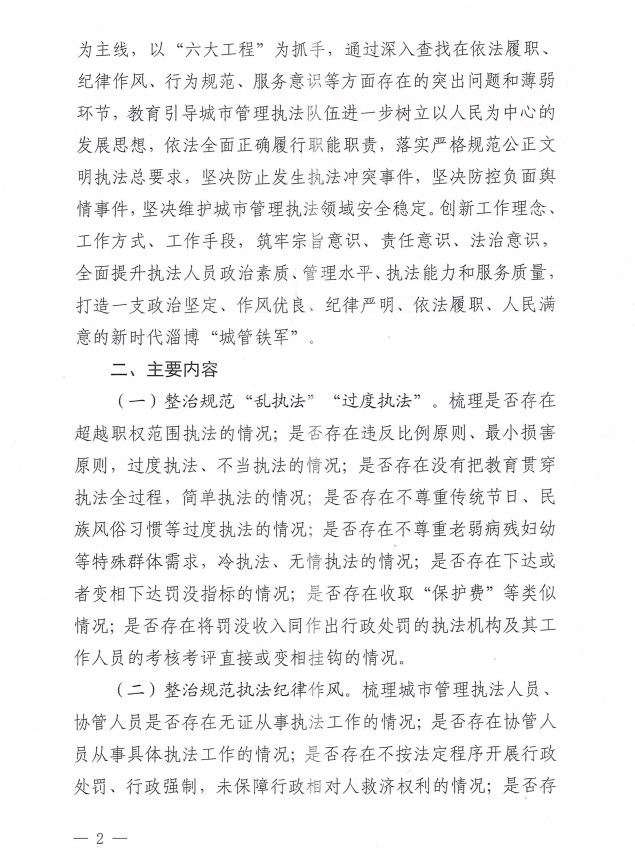 为主线，以“六大工程”为抓手，通过深入查找在依法履职、
纪律作风、行为规范、服务意识等方面存在的突出问题和薄弱
环节，教育引导城市管理执法队伍进一步树立以人民为中心的
发展思想，依法全面正确履行职能职责，落实严格规范公正文
明执法总要求，坚决防止发生执法冲突事件，坚决防控负面舆
情事件，坚决维护城市管理执法领域安全稳定。创新工作理念、
工作方式、工作手段，筑牢宗旨意识、责任意识、法治意识，
全面提升执法人员政治素质、管理水平、执法能力和服务质量，
打造一支政治坚定、作风优良、纪律严明、依法履职、人民满
意的新时代淄博“城管铁军”。
二、主要内容
（一）整治规范“乱执法”“过度执法”。梳理是否存在
超越职权范围执法的情况；是否存在违反比例原则、最小损害
原则，过度执法、不当执法的情况；是否存在没有把教育贯穿
执法全过程，简单执法的情况；是否存在不尊重传统节日、民
族风俗习惯等过度执法的情况；是否存在不尊重老弱病残妇幼
等特殊群体需求，冷执法、无情执法的情况；是否存在下达或
者变相下达罚没指标的情况；是否存在收取“保护费”等类似
情况；是否存在将罚没收入同作出行政处罚的执法机构及其工
作人员的考核考评直接或变相挂钩的情况。
（二）整治规范执法纪律作风。梳理城市管理执法人员、
协管人员是否存在无证从事执法工作的情况；是否存在协管人
员从事具体执法工作的情况；是否存在不按法定程序开展行政
处罚、行政强制，未保障行政相对人救济权利的情况；是否存
— 2 —